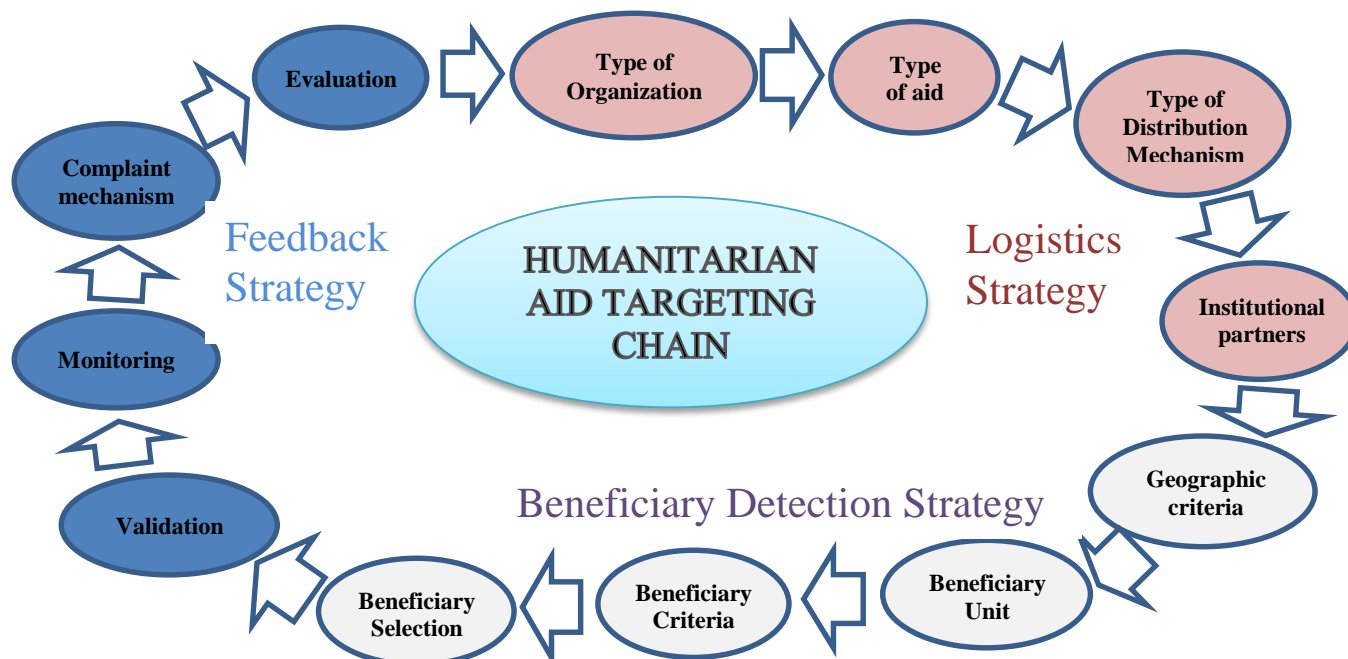 Evaluation
Type of
Organization
Type
of aid
Type of
Distribution
Mechanism
Complaint
mechanism
Feedback
Strategy
HUMANITARIAN
AID TARGETING
CHAIN
Logistics
Strategy
Institutional
partners
Monitoring
Geographic
criteria
Beneficiary Detection Strategy
Validation
Beneficiary
Selection
Beneficiary
Criteria
Beneficiary
Unit